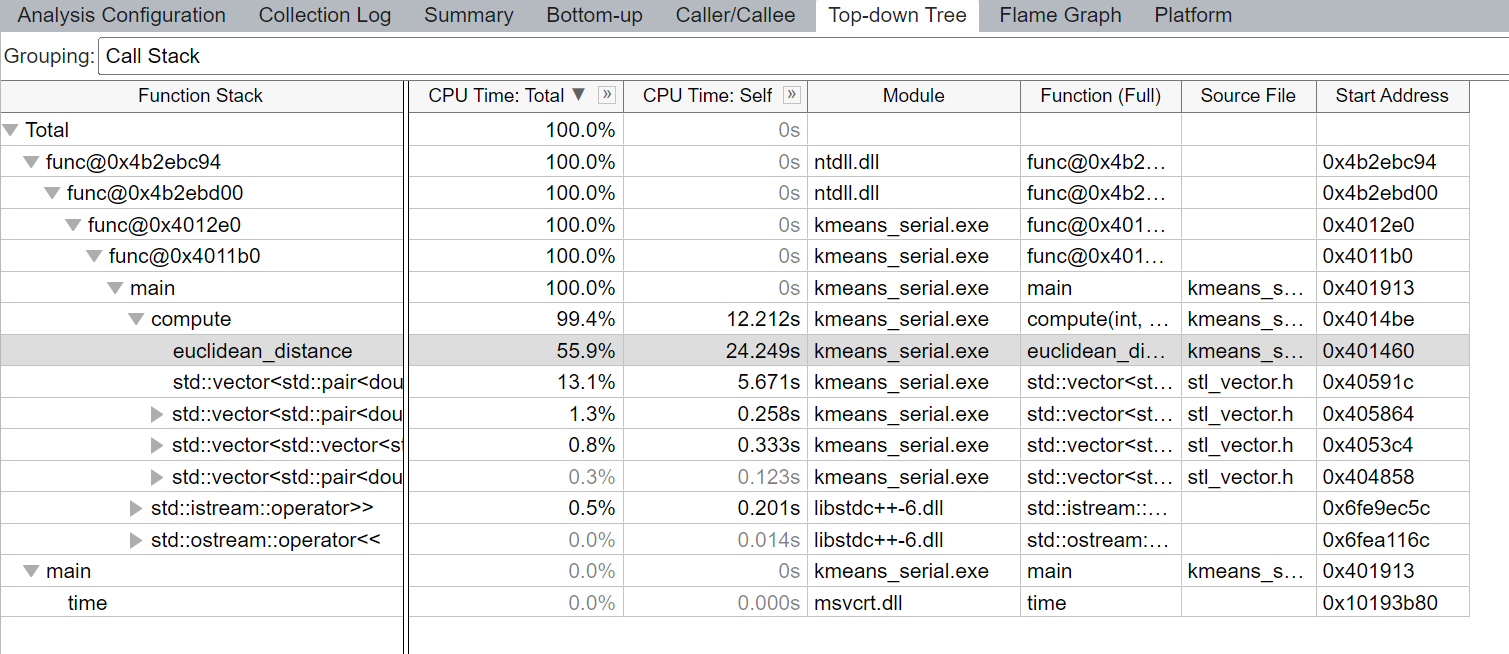 Analysis Configuration Collection Log Summary Bottom-up Caller/Callee Top-down Tree Flame Graph Platform
Grouping: Call Stack
Function Stack CPU Time: Total ▼ » CPU Time: Self » Module Function (Full) Source File Start Address
Total 100.0% 0s
func@0x4b2ebc94 100.0% 0s ntdll.dll func@0x4b2… 0x4b2ebc94
func@0x4b2ebd00 100.0% 0s ntdll.dll func@0x4b2… 0x4b2ebd00
func@0x4012e0 100.0% 0s kmeans_serial.exe func@0x401… 0x4012e0
func@0x4011b0 100.0% 0s kmeans_serial.exe func@0x401… 0x4011b0
main 100.0% 0s kmeans_serial.exe main kmeans_s… 0x401913
compute 99.4% 12.212s kmeans_serial.exe compute(int, … kmeans_s… 0x4014be
euclidean_distance 55.9% 24.249s kmeans_serial.exe euclidean_di… kmeans_s… 0x401460
std::vector<std::pair<dou 13.1% 5.671s kmeans_serial.exe std::vector<st… stl_vector.h 0x40591c
std::vector<std::pair<dou 1.3% 0.258s kmeans_serial.exe std::vector<st… stl_vector.h 0x405864
std::vector<std::vector<st 0.8% 0.333s kmeans_serial.exe std::vector<st… stl_vector.h 0x4053c4
std::vector<std::pair<dou 0.3% 0.123s kmeans_serial.exe std::vector<st… stl_vector.h 0x404858
std::istream::operator>> 0.5% 0.201s libstdc++-6.dll std::istream::… 0x6fe9ec5c
std::ostream::operator<< 0.0% 0.014s libstdc++-6.dll std::ostream:… 0x6fea116c
main 0.0% 0s kmeans_serial.exe main kmeans_s… 0x401913
time 0.0% 0.000s msvcrt.dll time 0x10193b80